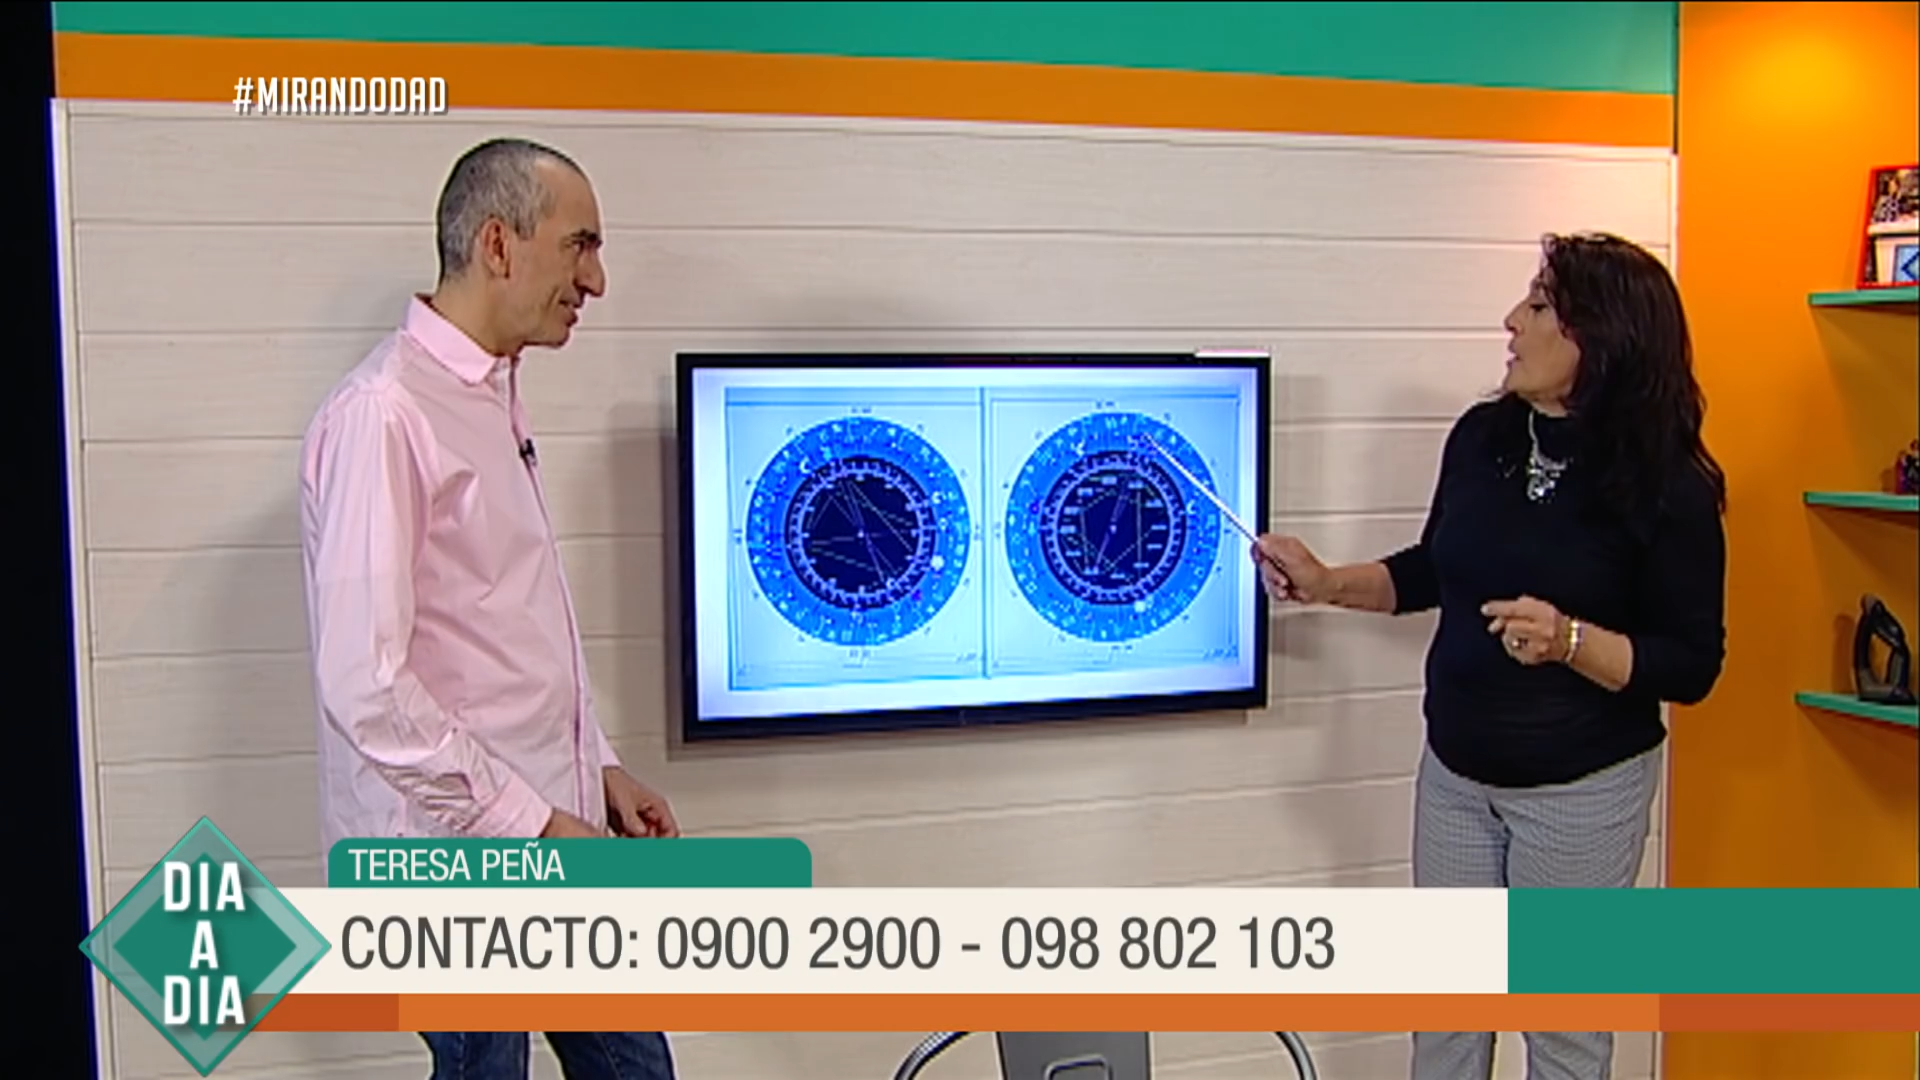 #MIRANDODAD
TERESA PEÑA
CONTACTO: 0900 2900 - 098 802 103
DIA
A
DIA